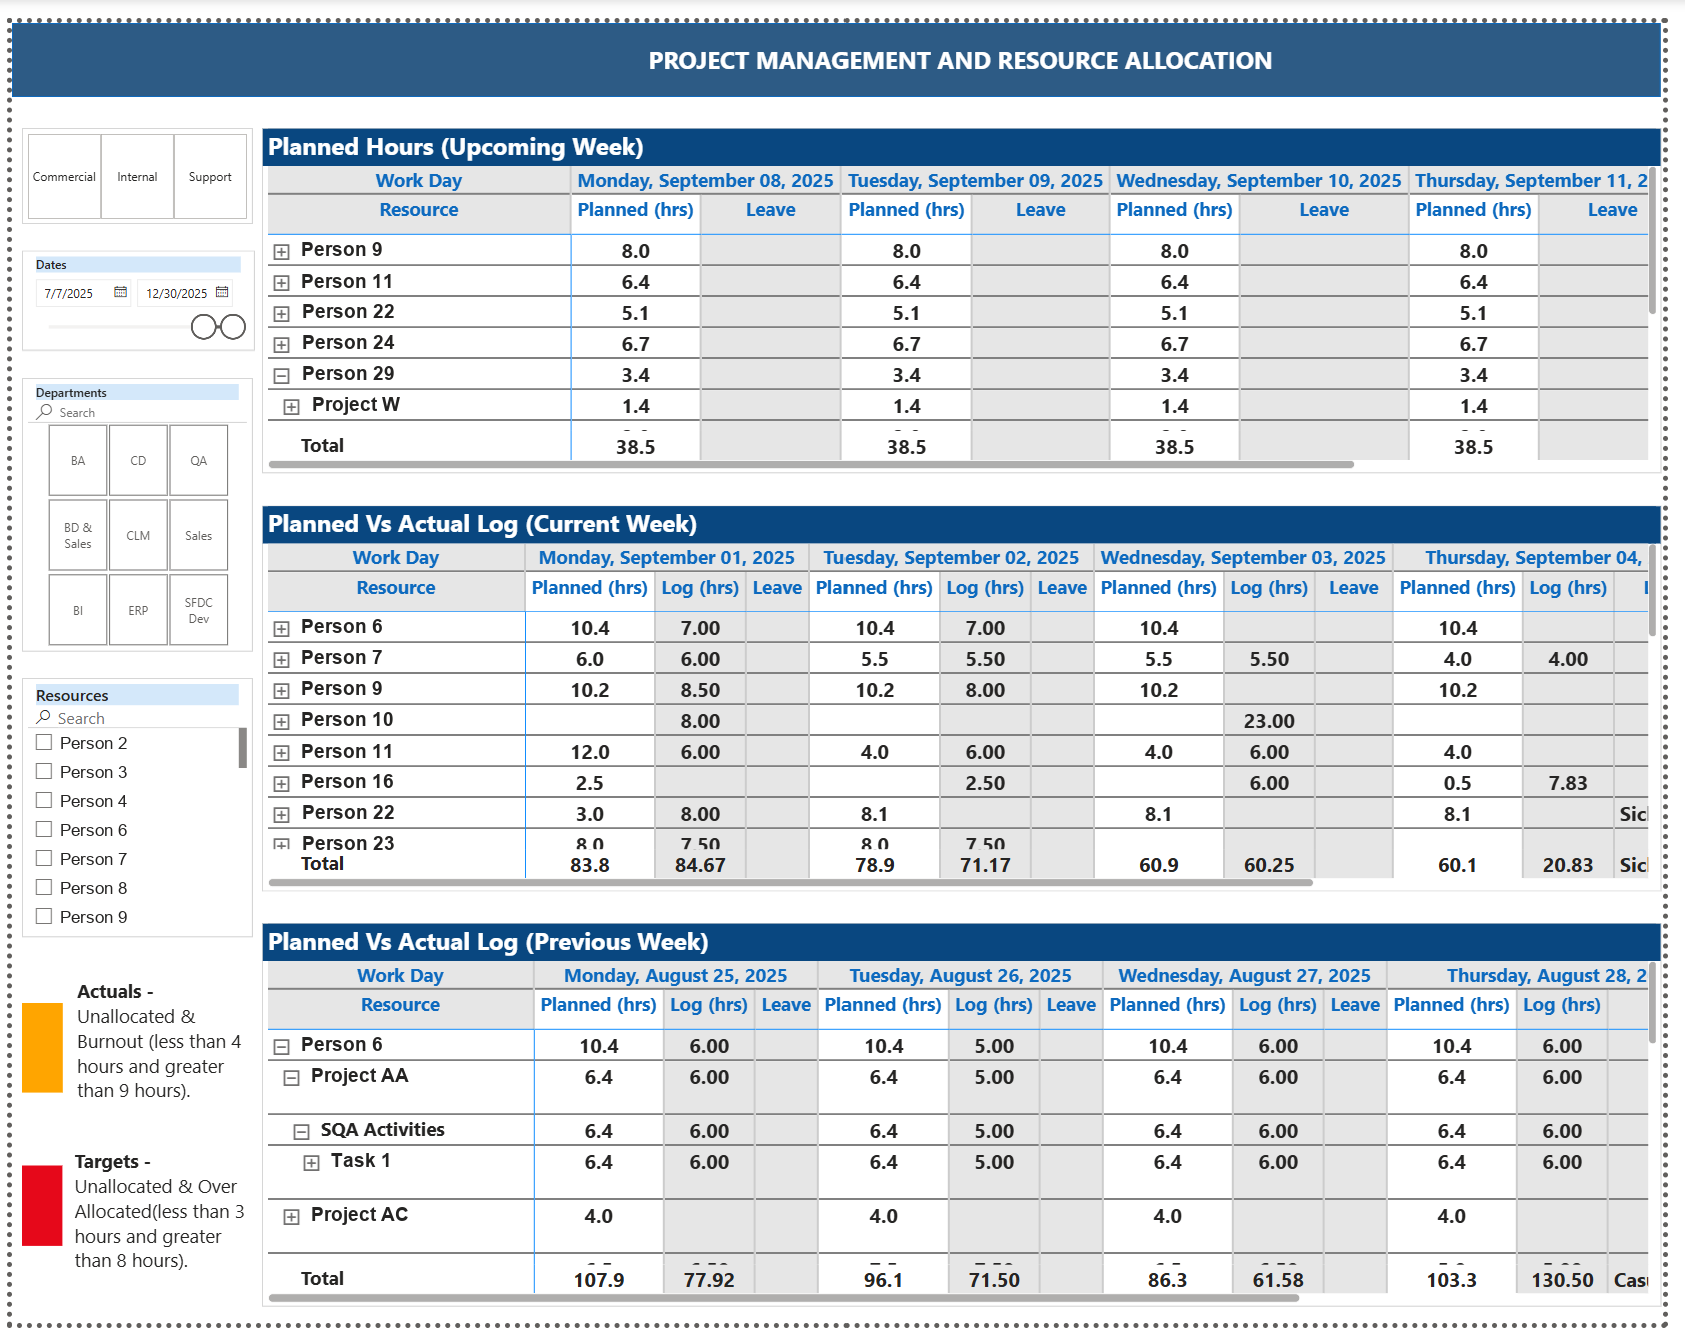 PROJECT MANAGEMENT AND RESOURCE ALLOCATION
Commercial Internal Support
Dates
7/7/2025 12/30/2025
Departments
Search
BA CD QA
BD & Sales CLM Sales
BI ERP SFDC Dev
Resources
Search
Person 2
Person 3
Person 4
Person 6
Person 7
Person 8
Person 9
Actuals -
Unallocated &
Burnout (less than 4
hours and greater
than 9 hours).
Targets -
Unallocated & Over
Allocated(less than 3
hours and greater
than 8 hours).
Planned Hours (Upcoming Week)
Work Day Monday, September 08, 2025 Tuesday, September 09, 2025 Wednesday, September 10, 2025 Thursday, September 11, 2
Resource Planned (hrs) Leave Planned (hrs) Leave Planned (hrs) Leave Planned (hrs) Leave
Person 9 8.0 8.0 8.0 8.0
Person 11 6.4 6.4 6.4 6.4
Person 22 5.1 5.1 5.1 5.1
Person 24 6.7 6.7 6.7 6.7
Person 29 3.4 3.4 3.4 3.4
Project W 1.4 1.4 1.4 1.4
Total 38.5 38.5 38.5 38.5
Planned Vs Actual Log (Current Week)
Work Day Monday, September 01, 2025 Tuesday, September 02, 2025 Wednesday, September 03, 2025 Thursday, September 04,
Resource Planned (hrs) Log (hrs) Leave Planned (hrs) Log (hrs) Leave Planned (hrs) Log (hrs) Leave Planned (hrs) Log (hrs)
Person 6 10.4 7.00 10.4 7.00 10.4 10.4
Person 7 6.0 6.00 5.5 5.50 5.5 5.50 4.0 4.00
Person 9 10.2 8.50 10.2 8.00 10.2 10.2
Person 10 8.00 23.00
Person 11 12.0 6.00 4.0 6.00 4.0 6.00 4.0
Person 16 2.5 2.50 6.00 0.5 7.83
Person 22 3.0 8.00 8.1 8.1 8.1 Sic
Person 23 8.0 7.50 8.0 7.50
Total 83.8 84.67 78.9 71.17 60.9 60.25 60.1 20.83 Sic
Planned Vs Actual Log (Previous Week)
Work Day Monday, August 25, 2025 Tuesday, August 26, 2025 Wednesday, August 27, 2025 Thursday, August 28, 2
Resource Planned (hrs) Log (hrs) Leave Planned (hrs) Log (hrs) Leave Planned (hrs) Log (hrs) Leave Planned (hrs) Log (hrs)
Person 6 10.4 6.00 10.4 5.00 10.4 6.00 10.4 6.00
Project AA 6.4 6.00 6.4 5.00 6.4 6.00 6.4 6.00
SQA Activities 6.4 6.00 6.4 5.00 6.4 6.00 6.4 6.00
Task 1 6.4 6.00 6.4 5.00 6.4 6.00 6.4 6.00
Project AC 4.0 4.0 4.0 4.0
Total 107.9 77.92 96.1 71.50 86.3 61.58 103.3 130.50 Cas